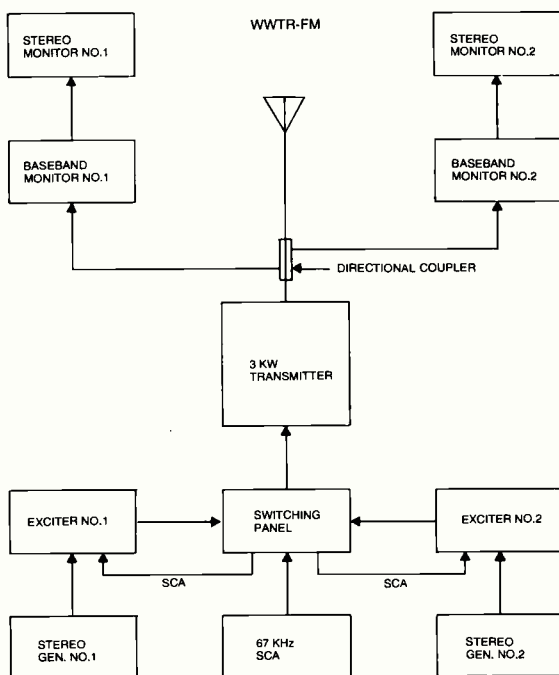 WWTR-FM
STEREO
MONITOR NO.1
STEREO
MONITOR NO.2
BASEBAND
MONITOR NO.1
BASEBAND
MONITOR NO.2
DIRECTIONAL COUPLER
3 KW
TRANSMITTER
EXCITER NO.1
SWITCHING
PANEL
EXCITER NO.2
SCA
SCA
STEREO
GEN. NO.1
67 KHz
SCA
STEREO
GEN. NO.2